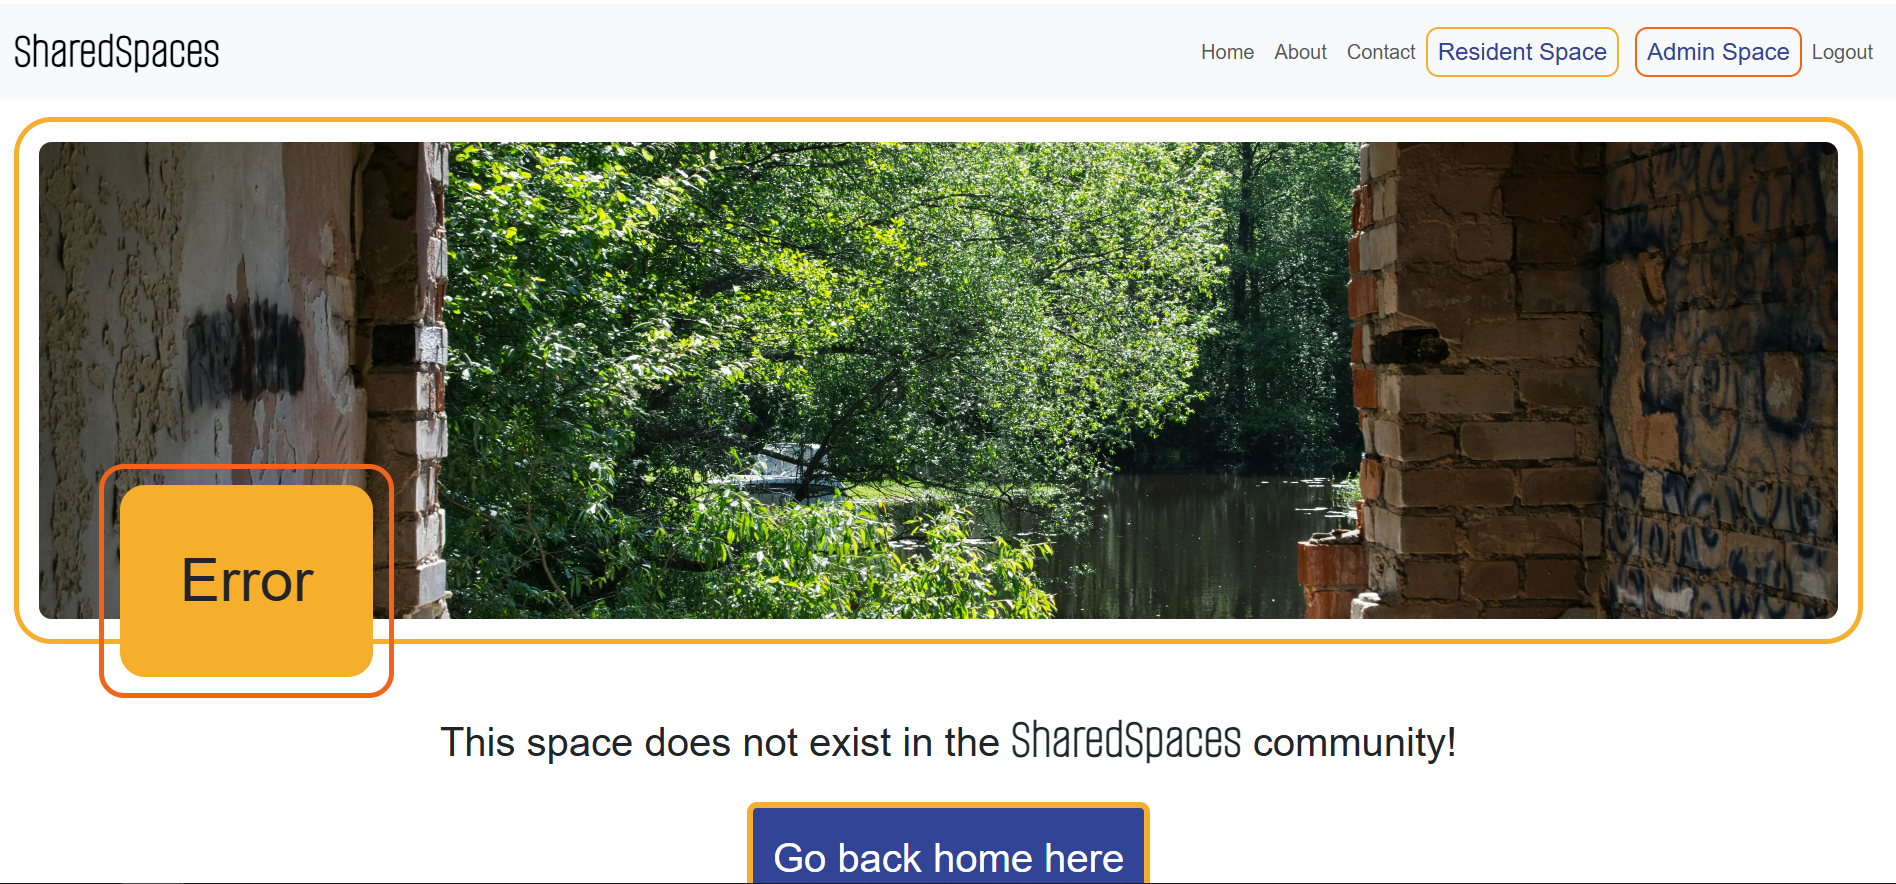 SharedSpaces
Home About Contact Resident Space Admin Space Logout
Error
This space does not exist in the SharedSpaces community!
Go back home here